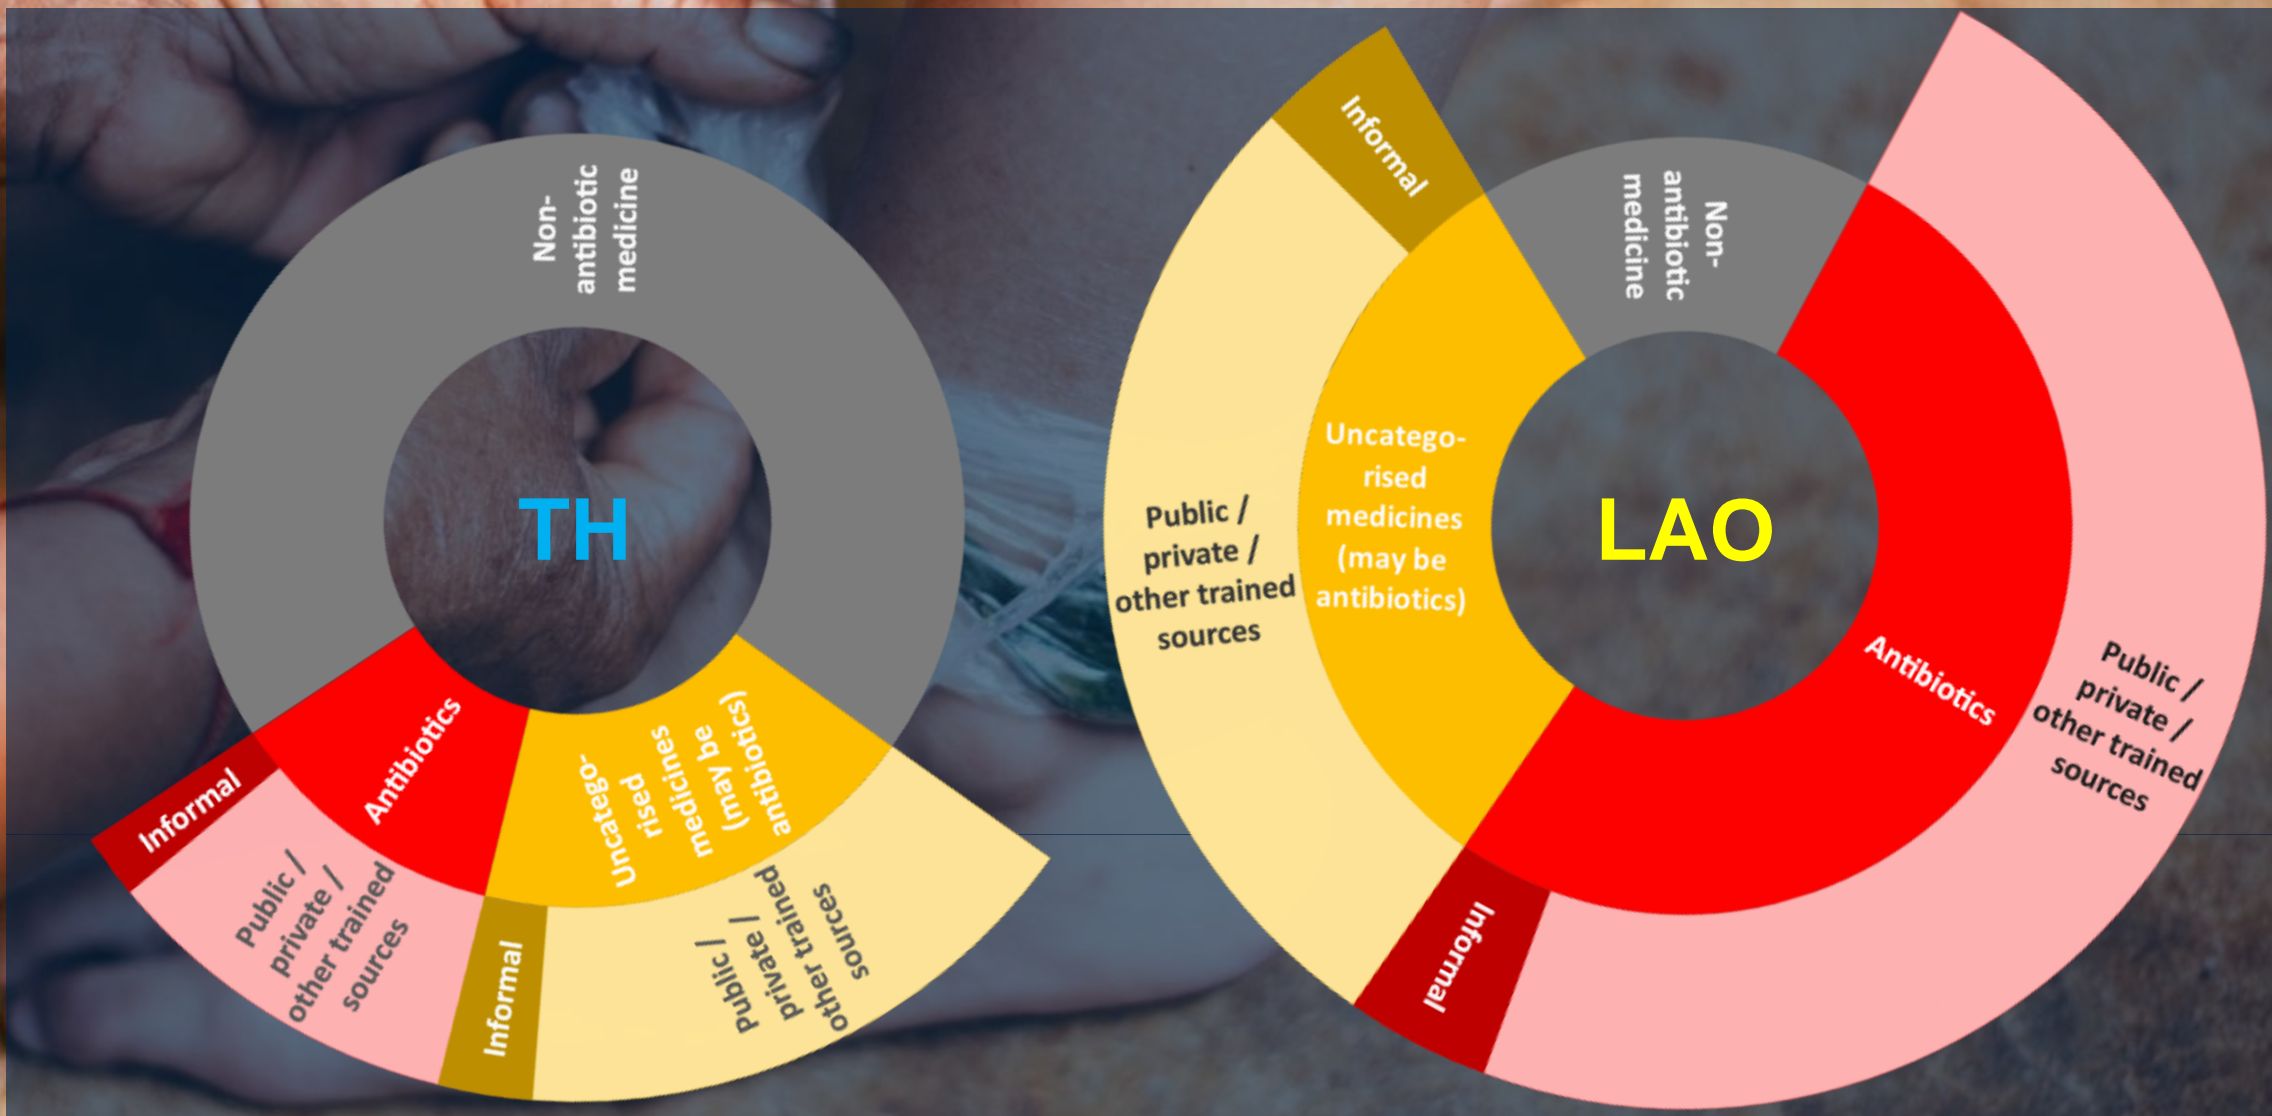 Non-
antibiotic
medicine
TH
Antibiotics
Uncatego-
rised
medicines
(may be
antibiotics)
Informal
Public /
private /
other trained
sources
Informal
Public /
private /
other trained
sources
Informal
Non-
antibiotic
medicine
Uncatego-
rised
medicines
(may be
antibiotics)
Public /
private /
other trained
sources
LAO
Antibiotics
Public /
private /
other trained
sources
Informal